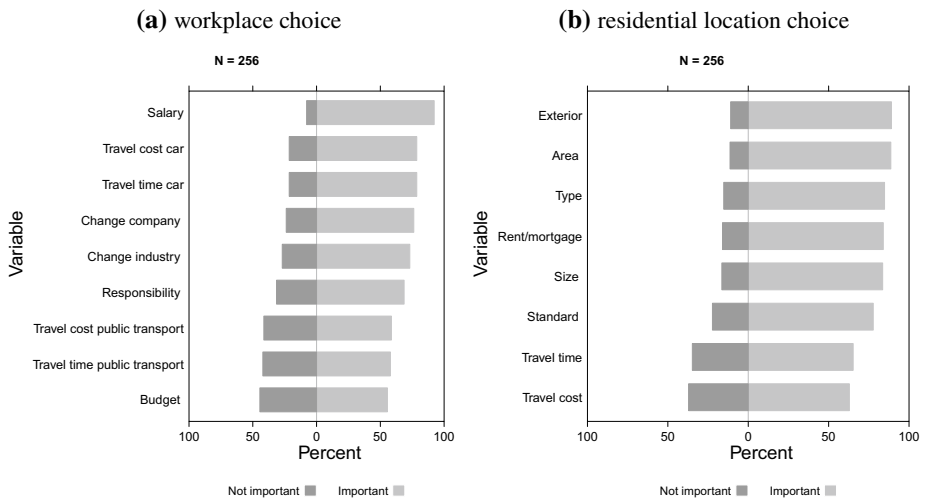 (a) workplace choice
N = 256
Variable
Salary
Travel cost car
Travel time car
Change company
Change industry
Responsibility
Travel cost public transport
Travel time public transport
Budget
100 50 0 50 100
Percent
Not important Important
(b) residential location choice
N = 256
Variable
Exterior
Area
Type
Rent/mortgage
Size
Standard
Travel time
Travel cost
100 50 0 50 100
Percent
Not important Important